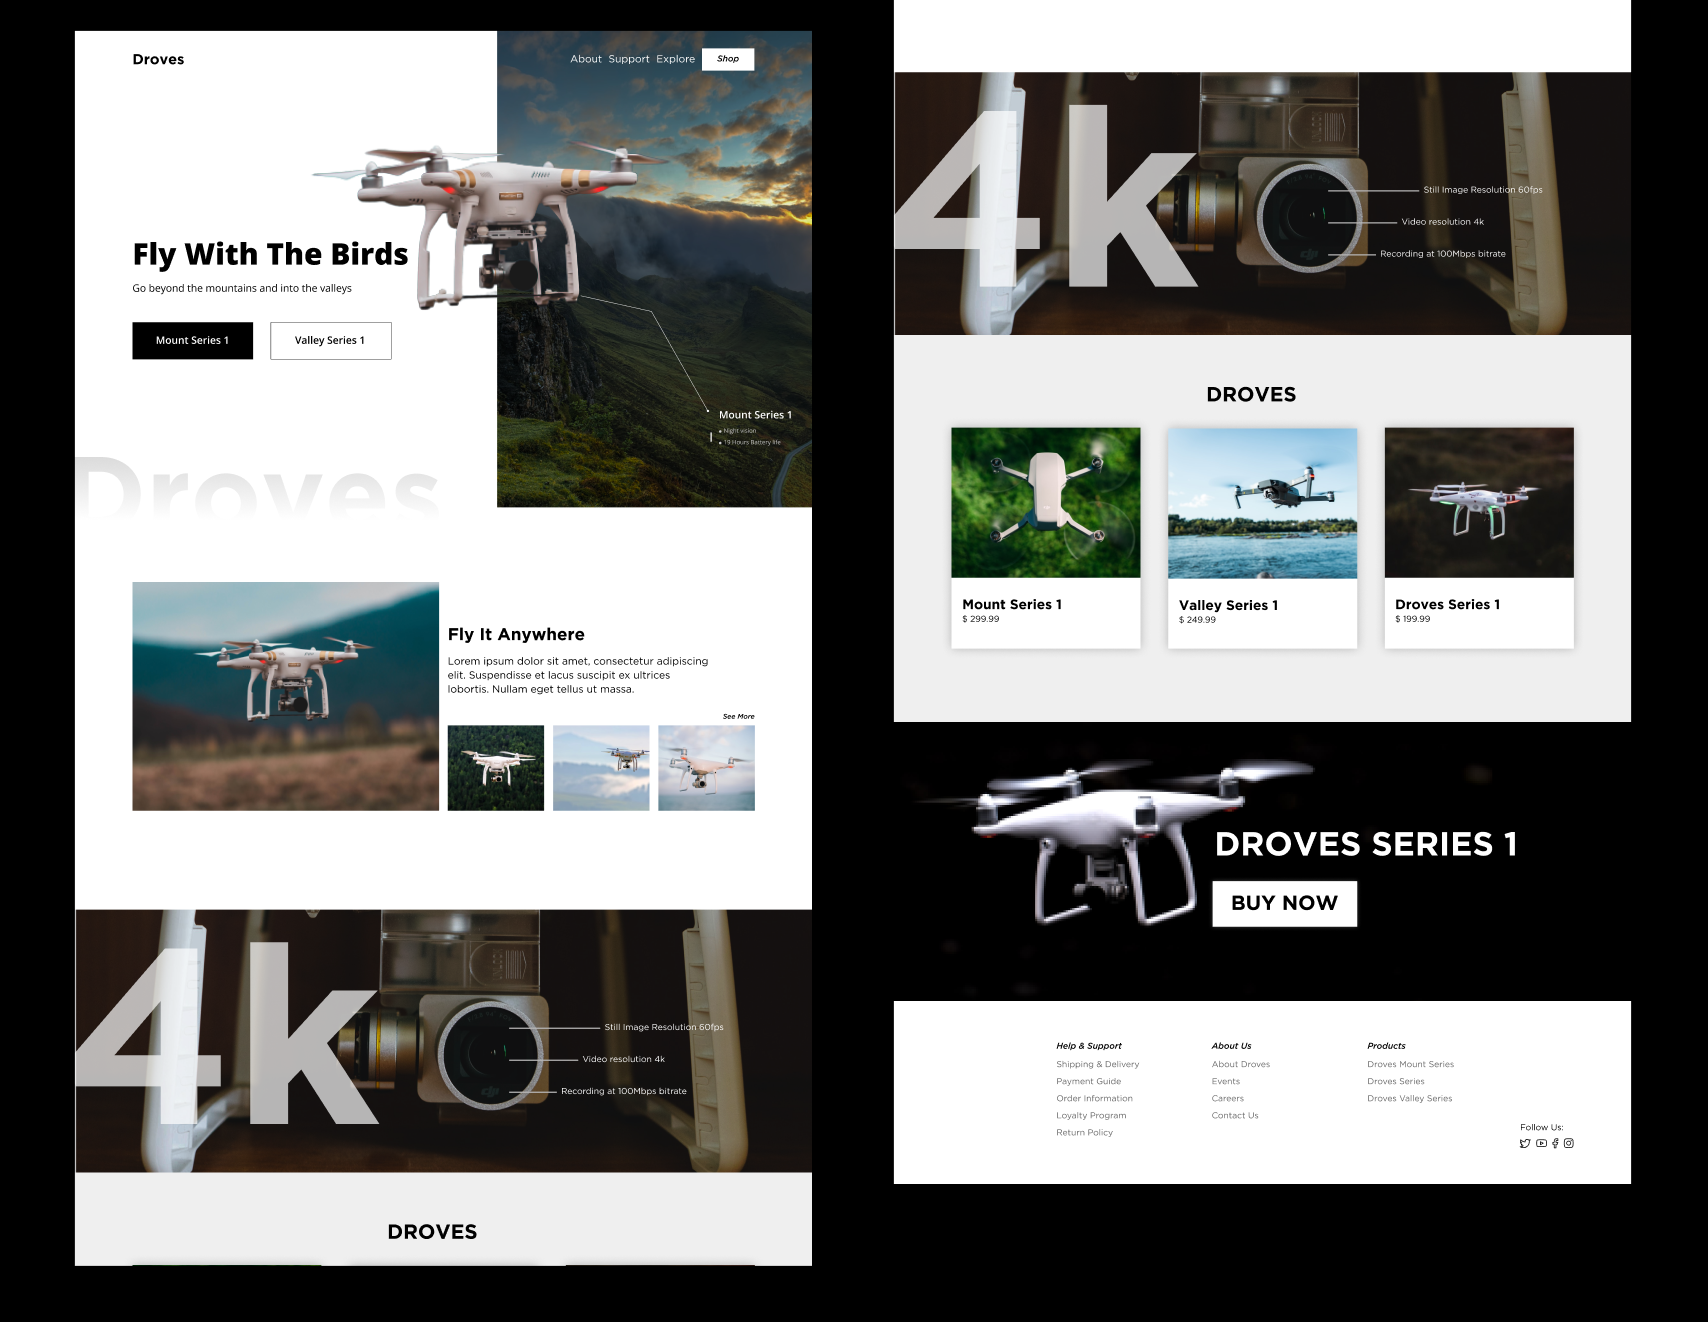 Droves
About Support Explore Shop
Fly With The Birds
Go beyond the mountains and into the valleys
Mount Series 1
Valley Series 1
Mount Series 1
• Night vision
• 19 Hours Battery life
Droves
Fly It Anywhere
Lorem ipsum dolor sit amet, consectetur adipiscing
elit. Suspendisse et lacus suscipit ex ultrices
lobortis. Nullam eget tellus ut massa.
See More
4k
Still Image Resolution 60fps
Video resolution 4k
Recording at 100Mbps bitrate
dji
DROVES
4k
Still Image Resolution 60fps
Video resolution 4k
Recording at 100Mbps bitrate
dji
DROVES
Mount Series 1
$ 299.99
Valley Series 1
$ 249.99
Droves Series 1
$ 199.99
DROVES SERIES 1
BUY NOW
Help & Support
Shipping & Delivery
Payment Guide
Order Information
Loyalty Program
Return Policy
About Us
About Droves
Events
Careers
Contact Us
Products
Droves Mount Series
Droves Series
Droves Valley Series
Follow Us: